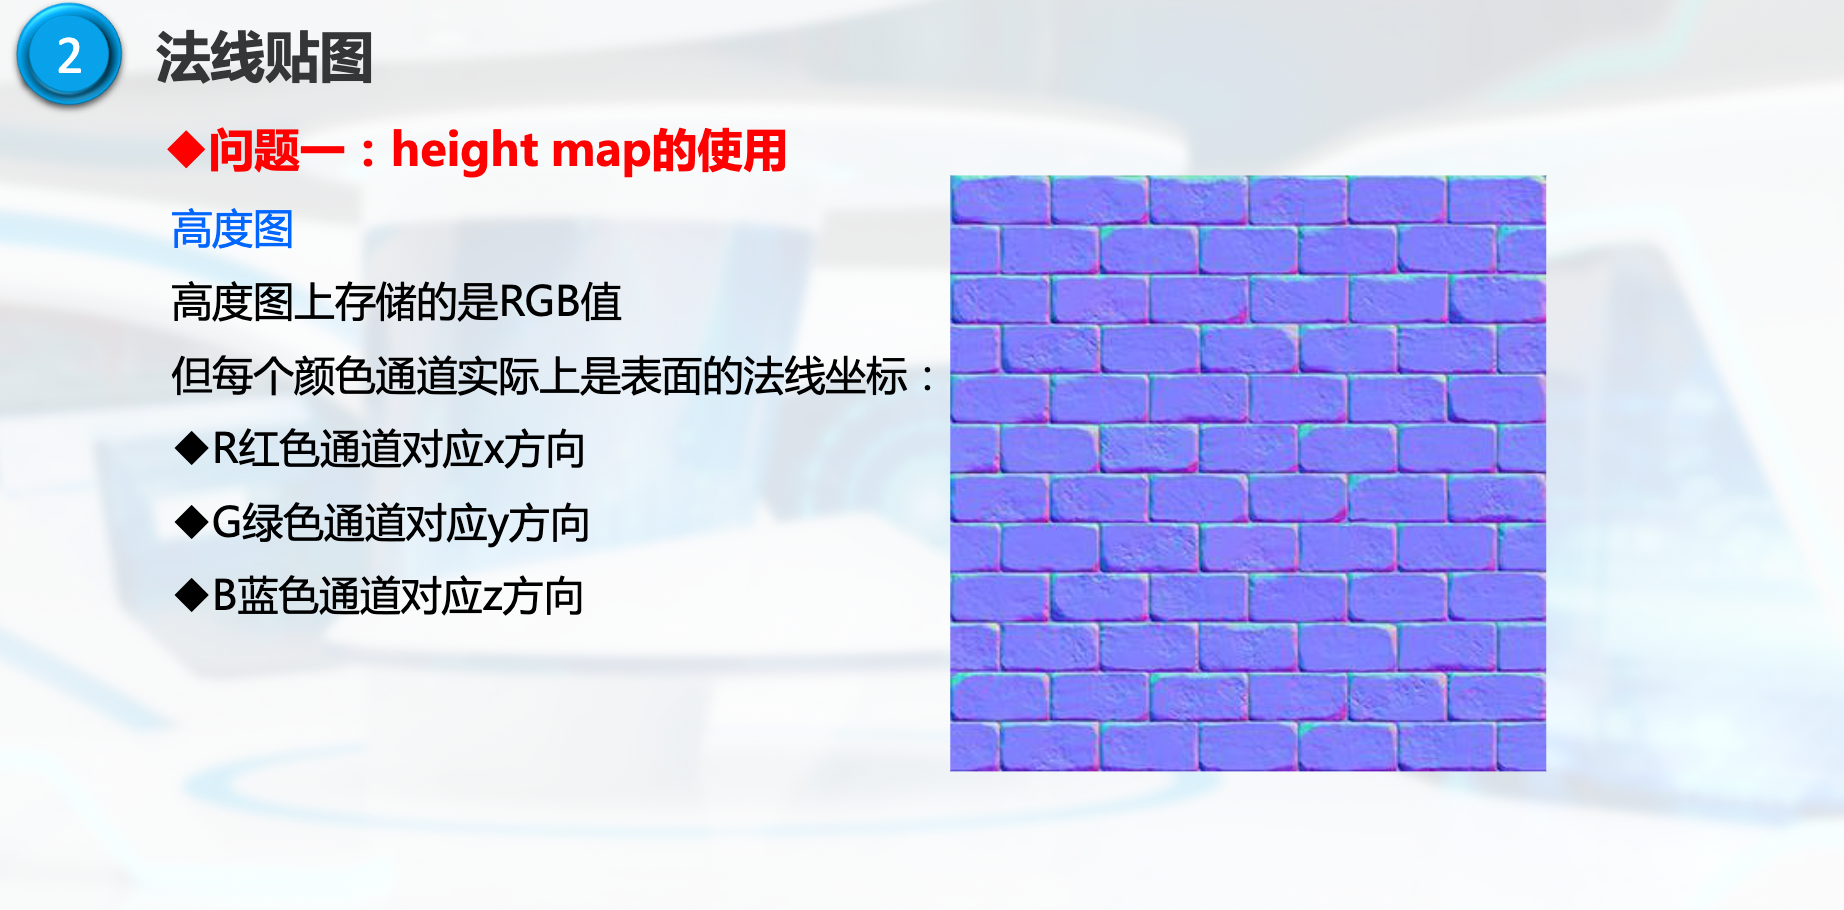 2
法线贴图
◆问题一：height map的使用
高度图
高度图上存储的是RGB值
但每个颜色通道实际上是表面的法线坐标：
◆R红色通道对应x方向
◆G绿色通道对应y方向
◆B蓝色通道对应z方向